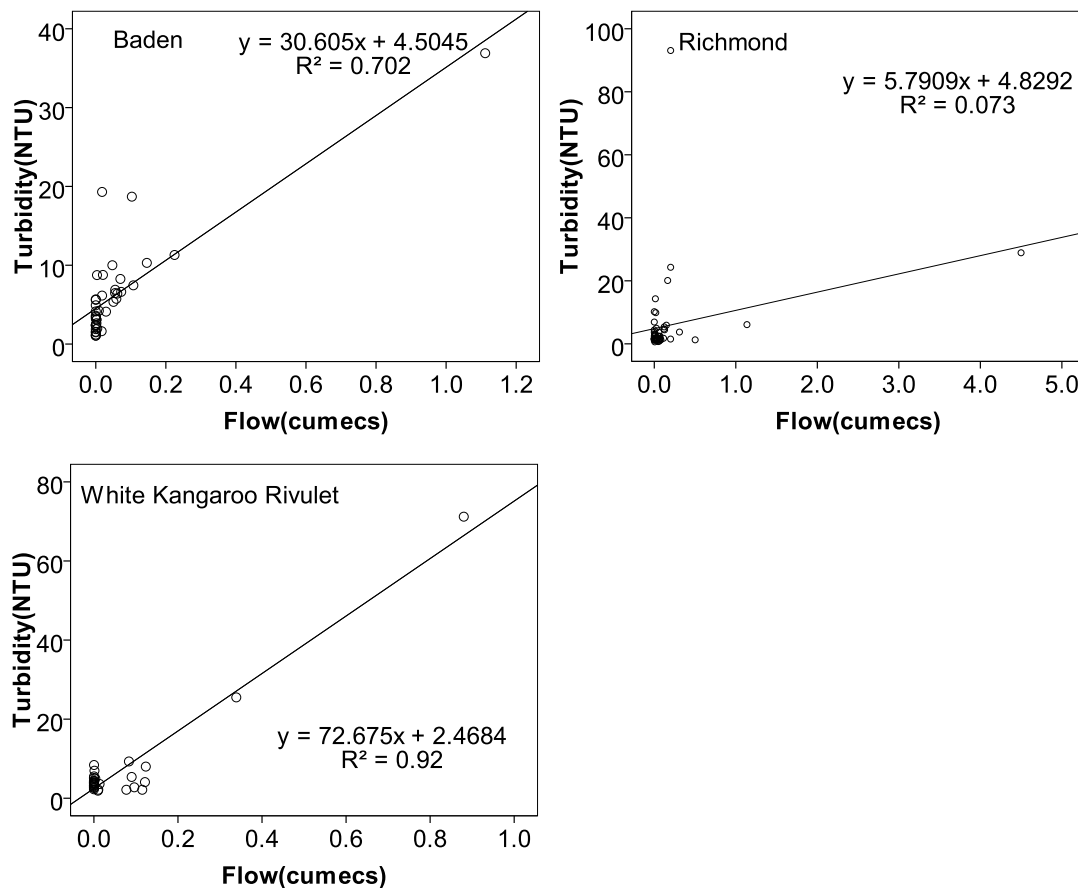 Baden
y = 30.605x + 4.5045
R² = 0.702
40
30
20
10
0
Turbidity(NTU)
0.0 0.2 0.4 0.6 0.8 1.0 1.2
Flow(cumecs)
Richmond
y = 5.7909x + 4.8292
R² = 0.073
100
80
60
40
20
0
Turbidity(NTU)
0.0 1.0 2.0 3.0 4.0 5.0
Flow(cumecs)
White Kangaroo Rivulet
y = 72.675x + 2.4684
R² = 0.92
80
60
40
20
0
Turbidity(NTU)
0.0 0.2 0.4 0.6 0.8 1.0
Flow(cumecs)